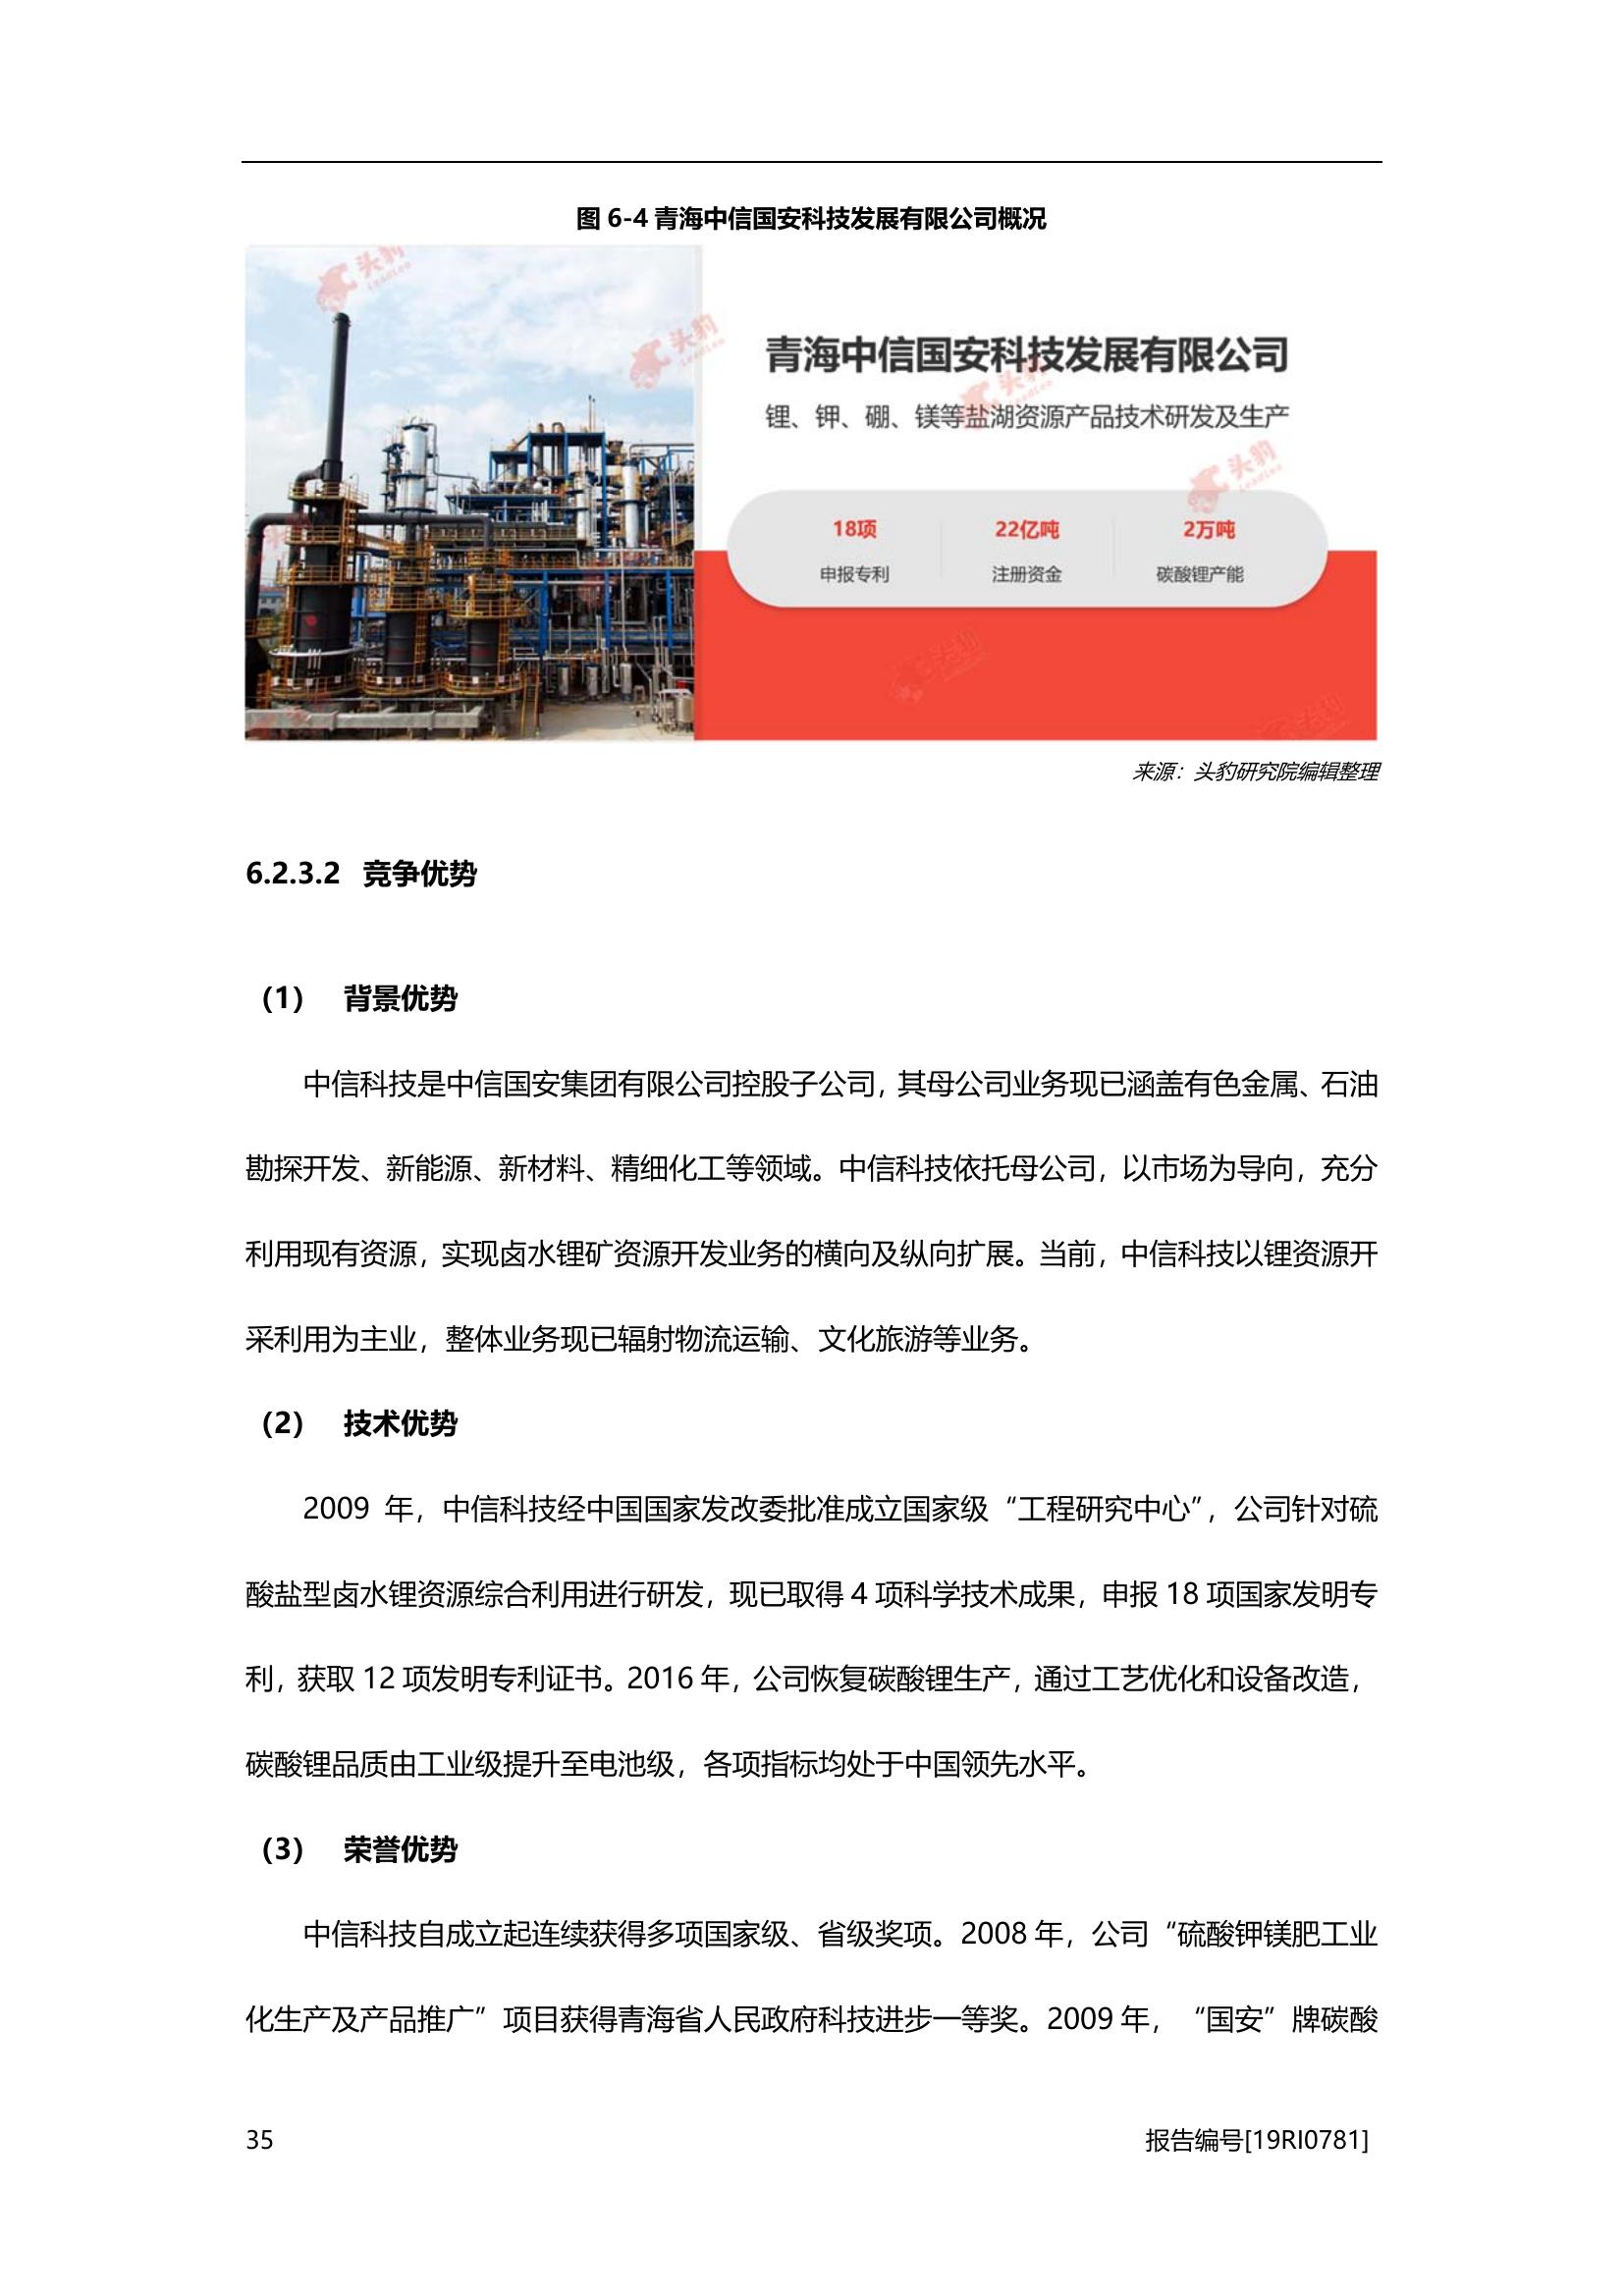 图 6-4 青海中信国安科技发展有限公司概况
头豹
LeadLeo
头豹
LeadLeo
青海中信国安科技发展有限公司
头豹
LeadLeo
锂、钾、硼、镁等盐湖资源产品技术研发及生产
头豹
LeadLeo
18项 22亿吨 2万吨
申报专利 注册资金 碳酸锂产能
头豹
头豹
来源：头豹研究院编辑整理
6.2.3.2 竞争优势
（1） 背景优势
中信科技是中信国安集团有限公司控股子公司，其母公司业务现已涵盖有色金属、石油
勘探开发、新能源、新材料、精细化工等领域。中信科技依托母公司，以市场为导向，充分
利用现有资源，实现卤水锂矿资源开发业务的横向及纵向扩展。当前，中信科技以锂资源开
采利用为主业，整体业务现已辐射物流运输、文化旅游等业务。
（2） 技术优势
2009 年，中信科技经中国国家发改委批准成立国家级“工程研究中心”，公司针对硫
酸盐型卤水锂资源综合利用进行研发，现已取得 4 项科学技术成果，申报 18 项国家发明专
利，获取 12 项发明专利证书。2016 年，公司恢复碳酸锂生产，通过工艺优化和设备改造，
碳酸锂品质由工业级提升至电池级，各项指标均处于中国领先水平。
（3） 荣誉优势
中信科技自成立起连续获得多项国家级、省级奖项。2008 年，公司“硫酸钾镁肥工业
化生产及产品推广”项目获得青海省人民政府科技进步一等奖。2009 年，“国安”牌碳酸
35 报告编号[19RI0781]